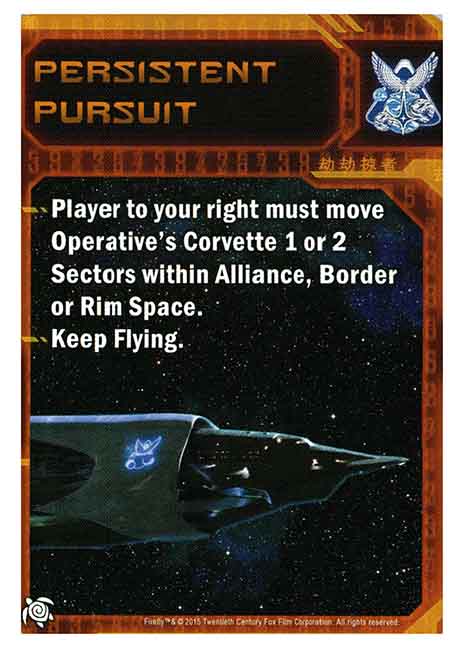 PERSISTENT
PURSUIT
Player to your right must move
Operative's Corvette 1 or 2
Sectors within Alliance, Border
or Rim Space.
Keep Flying.
Firefly™ & © 2015 Twentieth Century Fox Film Corporation. All rights reserved.